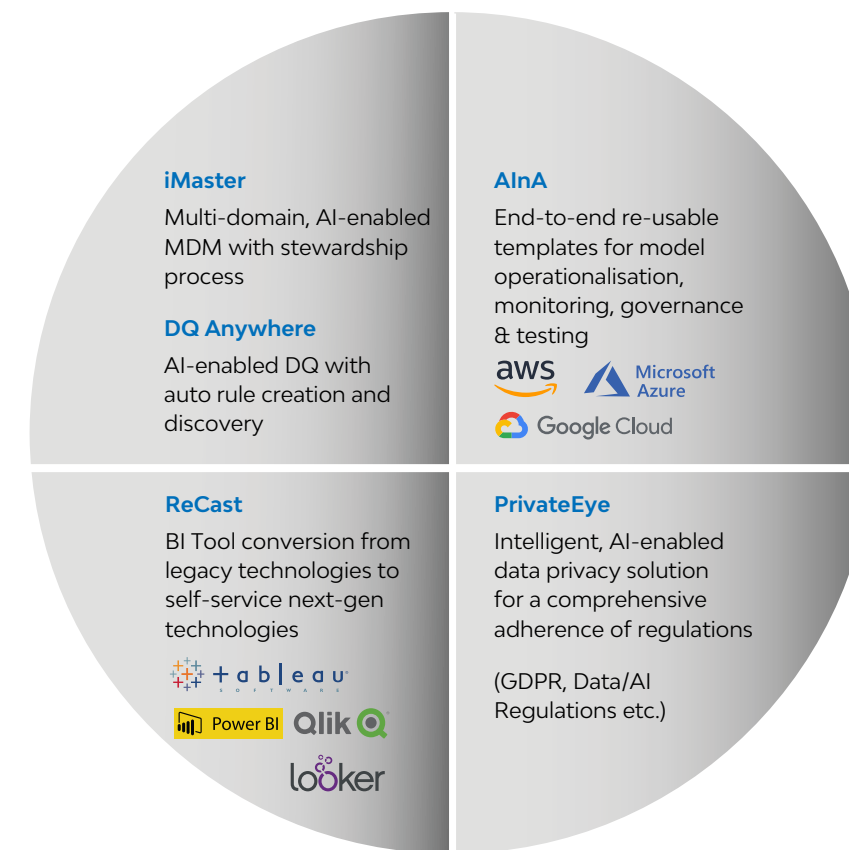 iMaster
Multi-domain, AI-enabled
MDM with stewardship
process
DQ Anywhere
AI-enabled DQ with
auto rule creation and
discovery
AInA
End-to-end re-usable
templates for model
operationalisation,
monitoring, governance
& testing
aws
Microsoft
Azure
Google Cloud
ReCast
BI Tool conversion from
legacy technologies to
self-service next-gen
technologies
+ableau
SOFTWARE
Power BI
Qlik
looker
PrivateEye
Intelligent, AI-enabled
data privacy solution
for a comprehensive
adherence of regulations
(GDPR, Data/AI
Regulations etc.)